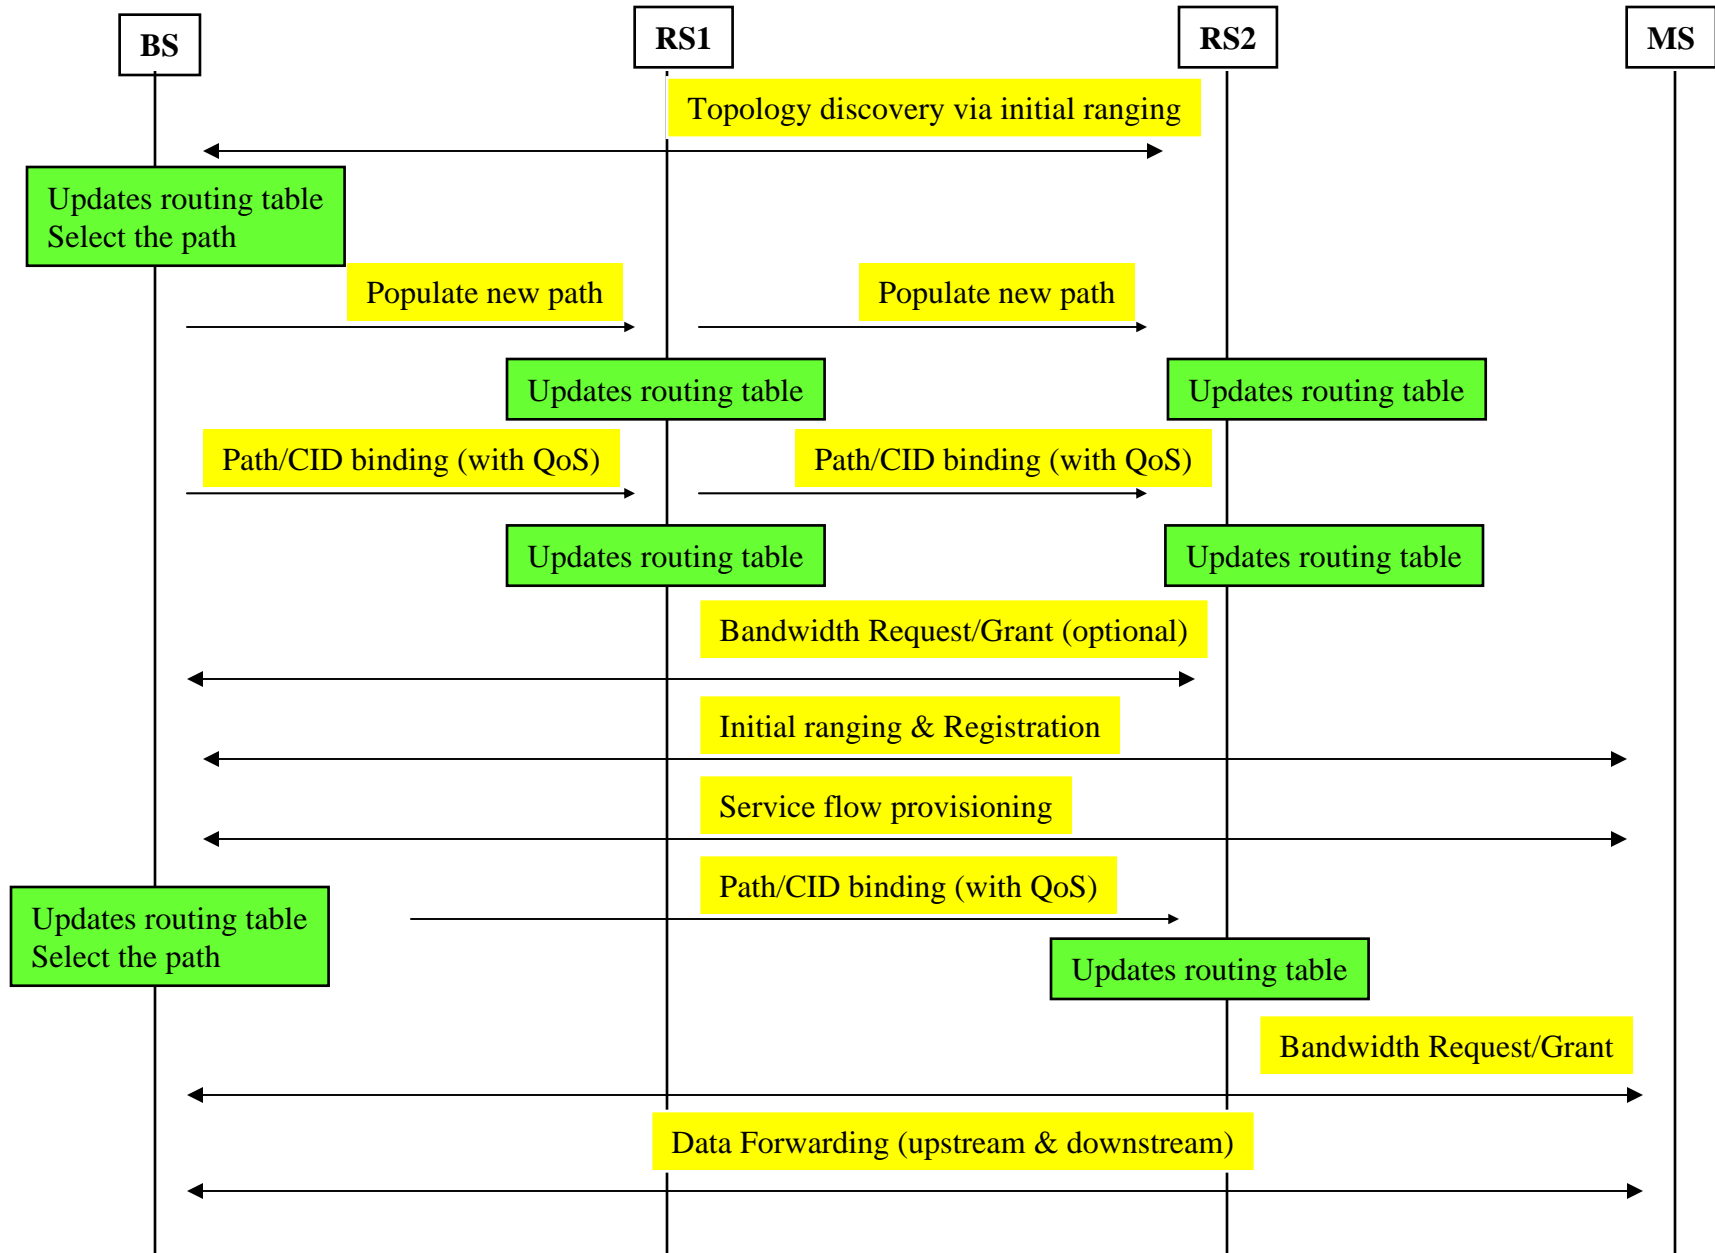 BS
RS1
RS2
MS
Topology discovery via initial ranging
Updates routing table
Select the path
Populate new path
Populate new path
Updates routing table
Updates routing table
Path/CID binding (with QoS)
Path/CID binding (with QoS)
Updates routing table
Updates routing table
Bandwidth Request/Grant (optional)
Initial ranging & Registration
Service flow provisioning
Path/CID binding (with QoS)
Updates routing table
Select the path
Updates routing table
Bandwidth Request/Grant
Data Forwarding (upstream & downstream)